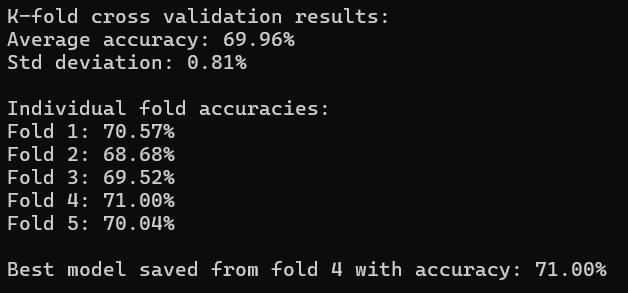 K-fold cross validation results:
Average accuracy: 69.96%
Std deviation: 0.81%
Individual fold accuracies:
Fold 1: 70.57%
Fold 2: 68.68%
Fold 3: 69.52%
Fold 4: 71.00%
Fold 5: 70.04%
Best model saved from fold 4 with accuracy: 71.00%